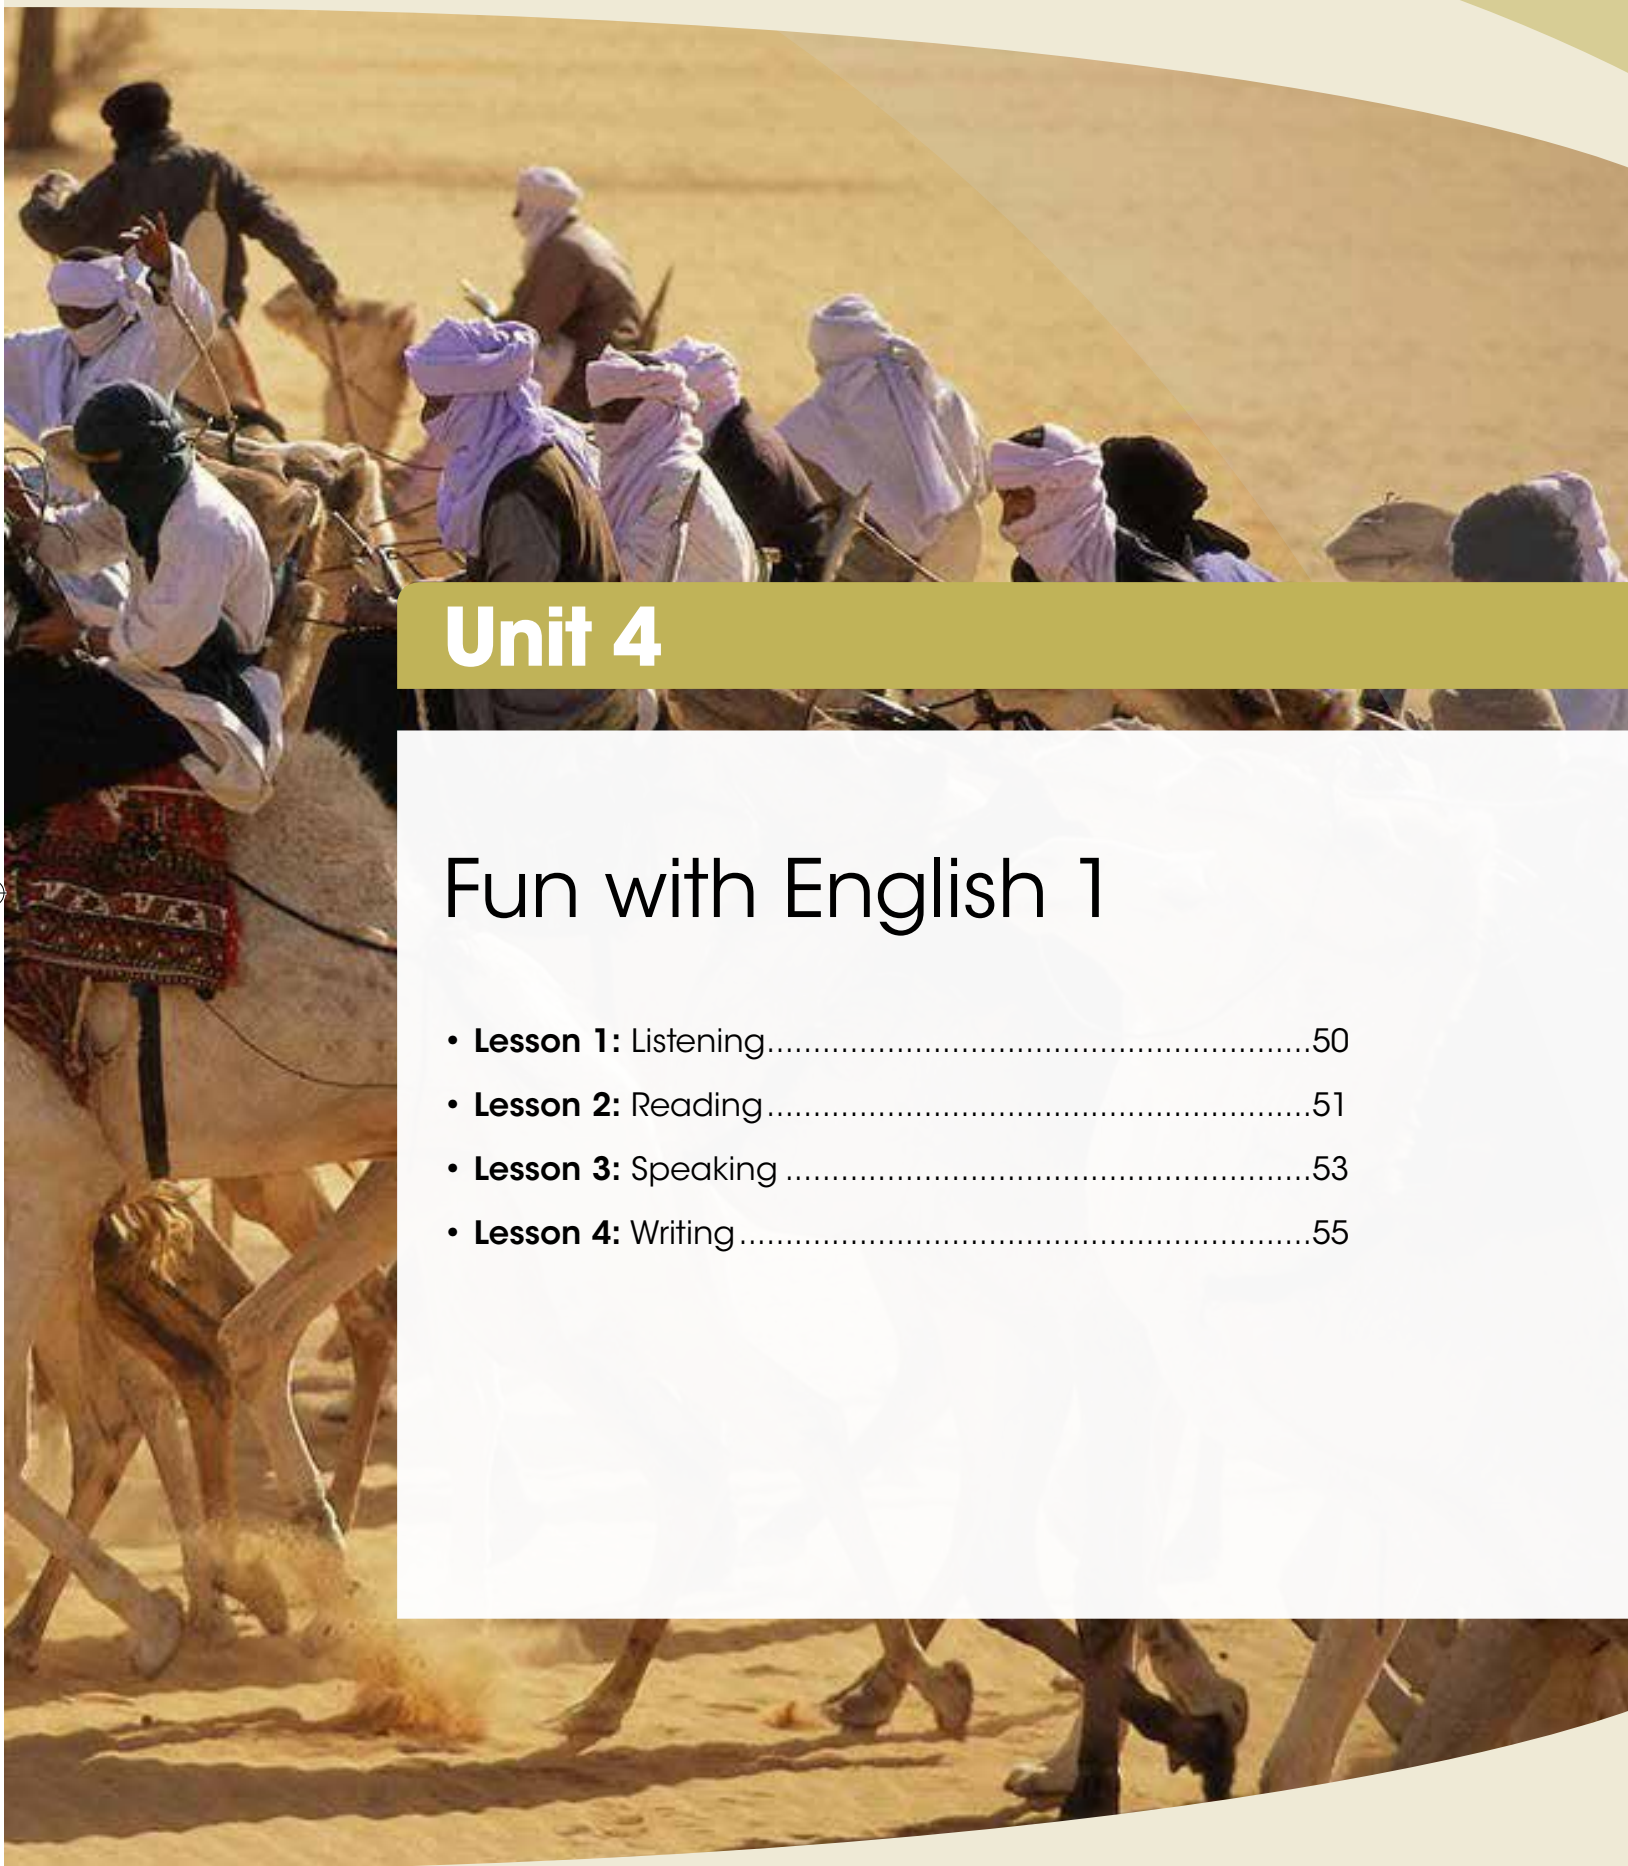 Unit 4
Fun with English 1
• Lesson 1: Listening..........................................................50
• Lesson 2: Reading..........................................................51
• Lesson 3: Speaking ........................................................53
• Lesson 4: Writing.............................................................55